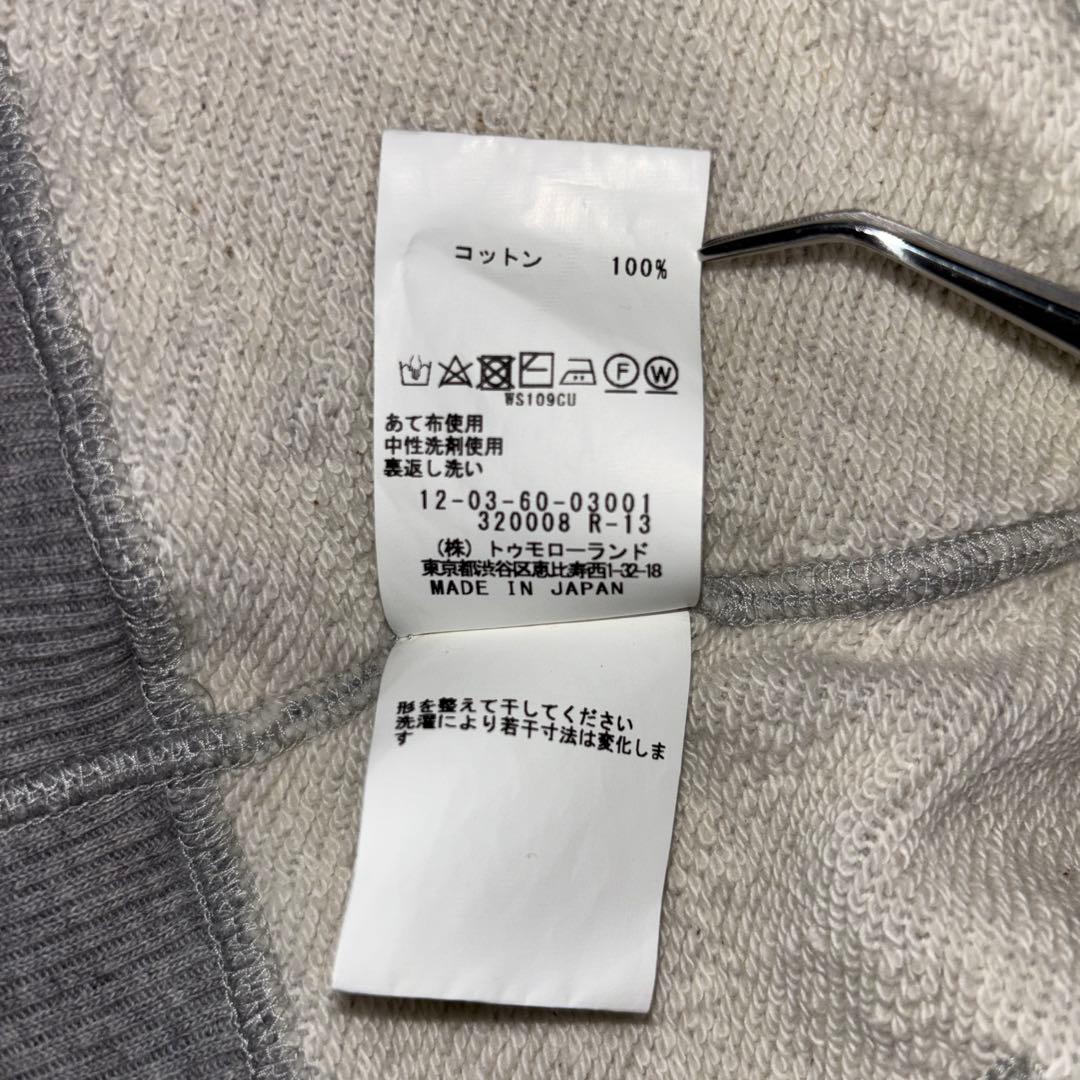 コットン 100%
F W
WS109CU
あて布使用
中性洗剤使用
裏返し洗い
12-03-60-03001
320008 R-13
(株) トゥモローランド
東京都渋谷区恵比寿西1-32-18
MADE IN JAPAN
形を整えて干してください
洗濯により若干寸法は変化しま
す